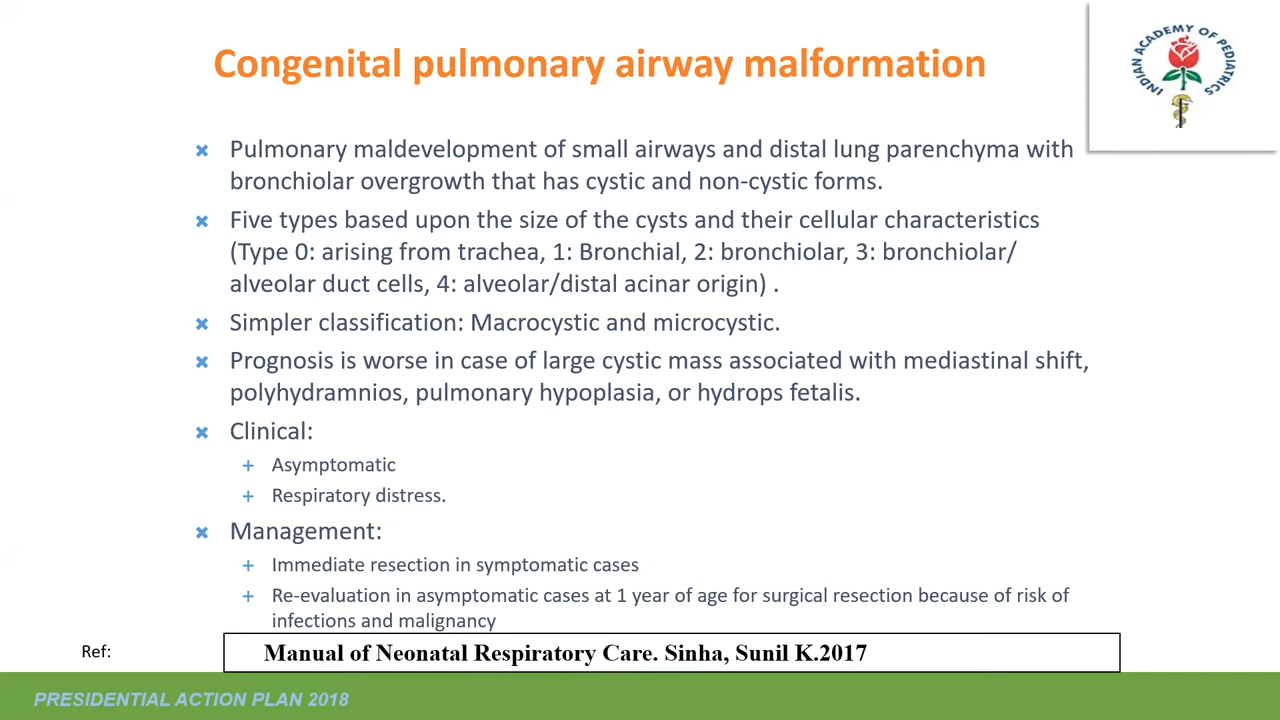 Congenital pulmonary airway malformation
INDIAN ACADEMY OF PEDIATRICS
Pulmonary maldevelopment of small airways and distal lung parenchyma with
bronchiolar overgrowth that has cystic and non-cystic forms.
Five types based upon the size of the cysts and their cellular characteristics
(Type 0: arising from trachea, 1: Bronchial, 2: bronchiolar, 3: bronchiolar/
alveolar duct cells, 4: alveolar/distal acinar origin) .
Simpler classification: Macrocystic and microcystic.
Prognosis is worse in case of large cystic mass associated with mediastinal shift,
polyhydramnios, pulmonary hypoplasia, or hydrops fetalis.
Clinical:
+ Asymptomatic
+ Respiratory distress.
Management:
+ Immediate resection in symptomatic cases
+ Re-evaluation in asymptomatic cases at 1 year of age for surgical resection because of risk of
infections and malignancy
Ref:
Manual of Neonatal Respiratory Care. Sinha, Sunil K.2017
PRESIDENTIAL ACTION PLAN 2018